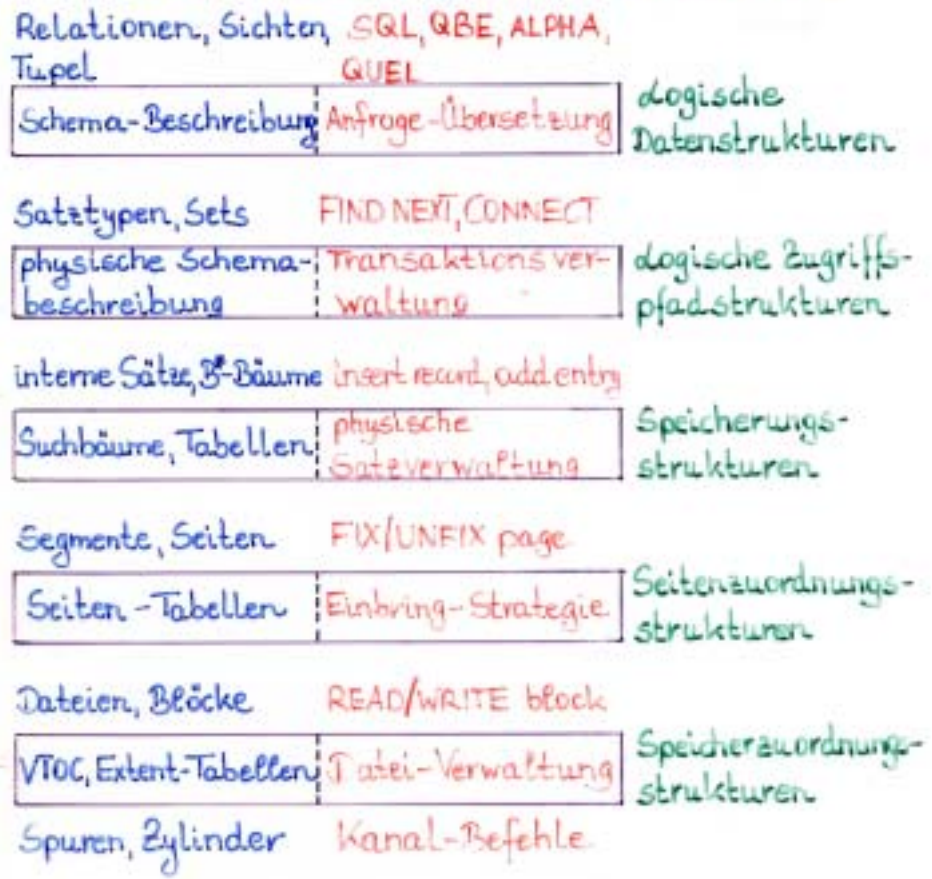 Relationen, Sichten, SQL, QBE, ALPHA,
Tupel QUEL
Schema-Beschreibung Anfrage-Übersetzung Logische
Datenstrukturen
Satztypen, Sets FIND NEXT, CONNECT
physische Schema- Transaktionsver- Logische Zugriffs-
beschreibung waltung pfadstrukturen
interne Sätze, B*-Bäume insert record, add entry
Suchbäume, Tabellen physische Speicherungs-
Satzverwaltung strukturen
Segmente, Seiten FIX/UNFIX page
Seiten-Tabellen Einbring-Strategie Seitenzuordnungs-
strukturen
Dateien, Blöcke READ/WRITE block
VTOC, Extent-Tabellen Datei-Verwaltung Speicherzuordnungs-
strukturen
Spuren, Zylinder Kanal-Befehle